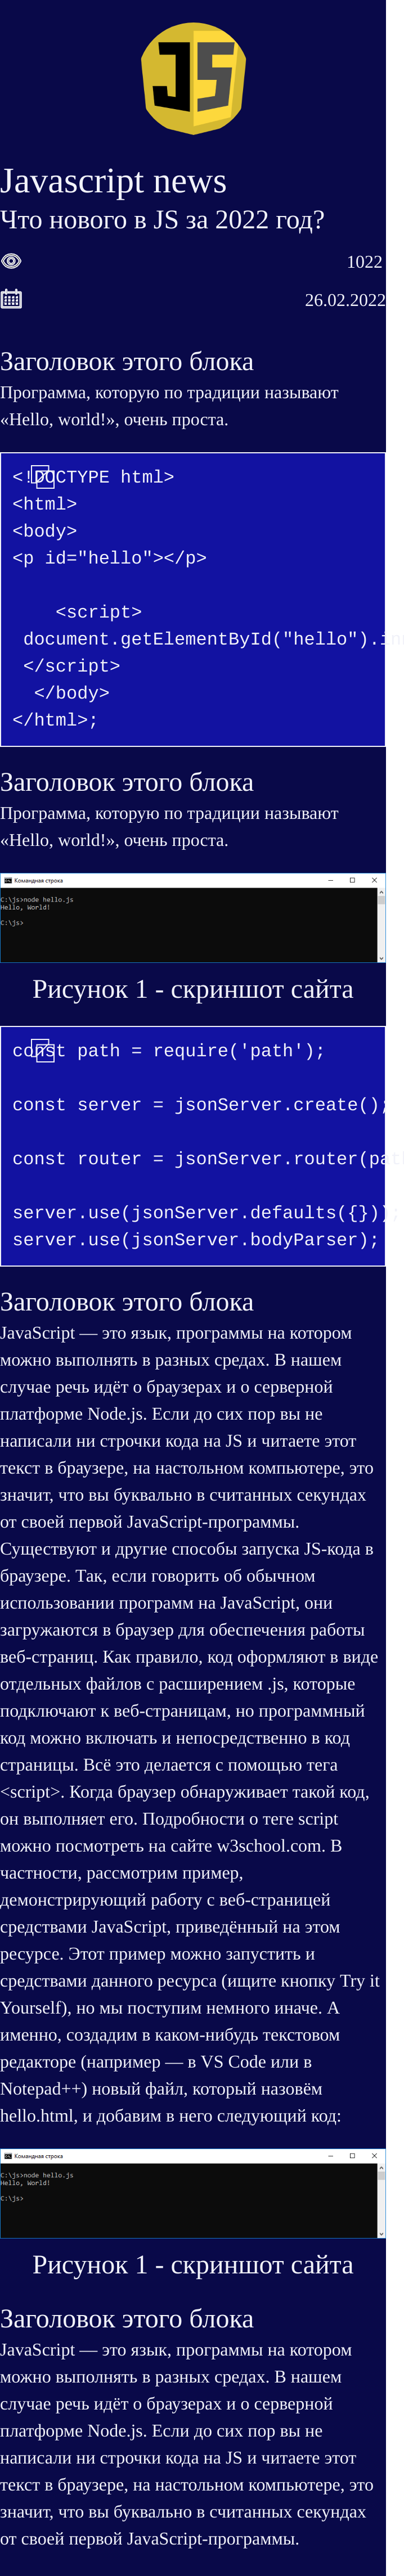 JS
Javascript news
Что нового в JS за 2022 год?
1022
26.02.2022
Заголовок этого блока
Программа, которую по традиции называют
«Hello, world!», очень проста.
<!DOCTYPE html>
<html>
<body>
<p id="hello"></p>
<script>
document.getElementById("hello").inn
</script>
</body>
</html>;
Заголовок этого блока
Программа, которую по традиции называют
«Hello, world!», очень проста.
Командная строка
C:\js>node hello.js
Hello, World!
C:\js>
Рисунок 1 - скриншот сайта
const path = require('path');
const server = jsonServer.create();
const router = jsonServer.router(pat
server.use(jsonServer.defaults({}));
server.use(jsonServer.bodyParser);
Заголовок этого блока
JavaScript — это язык, программы на котором
можно выполнять в разных средах. В нашем
случае речь идёт о браузерах и о серверной
платформе Node.js. Если до сих пор вы не
написали ни строчки кода на JS и читаете этот
текст в браузере, на настольном компьютере, это
значит, что вы буквально в считанных секундах
от своей первой JavaScript-программы.
Существуют и другие способы запуска JS-кода в
браузере. Так, если говорить об обычном
использовании программ на JavaScript, они
загружаются в браузер для обеспечения работы
веб-страниц. Как правило, код оформляют в виде
отдельных файлов с расширением .js, которые
подключают к веб-страницам, но программный
код можно включать и непосредственно в код
страницы. Всё это делается с помощью тега
<script>. Когда браузер обнаруживает такой код,
он выполняет его. Подробности о теге script
можно посмотреть на сайте w3school.com. В
частности, рассмотрим пример,
демонстрирующий работу с веб-страницей
средствами JavaScript, приведённый на этом
ресурсе. Этот пример можно запустить и
средствами данного ресурса (ищите кнопку Try it
Yourself), но мы поступим немного иначе. А
именно, создадим в каком-нибудь текстовом
редакторе (например — в VS Code или в
Notepad++) новый файл, который назовём
hello.html, и добавим в него следующий код:
Командная строка
C:\js>node hello.js
Hello, World!
C:\js>
Рисунок 1 - скриншот сайта
Заголовок этого блока
JavaScript — это язык, программы на котором
можно выполнять в разных средах. В нашем
случае речь идёт о браузерах и о серверной
платформе Node.js. Если до сих пор вы не
написали ни строчки кода на JS и читаете этот
текст в браузере, на настольном компьютере, это
значит, что вы буквально в считанных секундах
от своей первой JavaScript-программы.